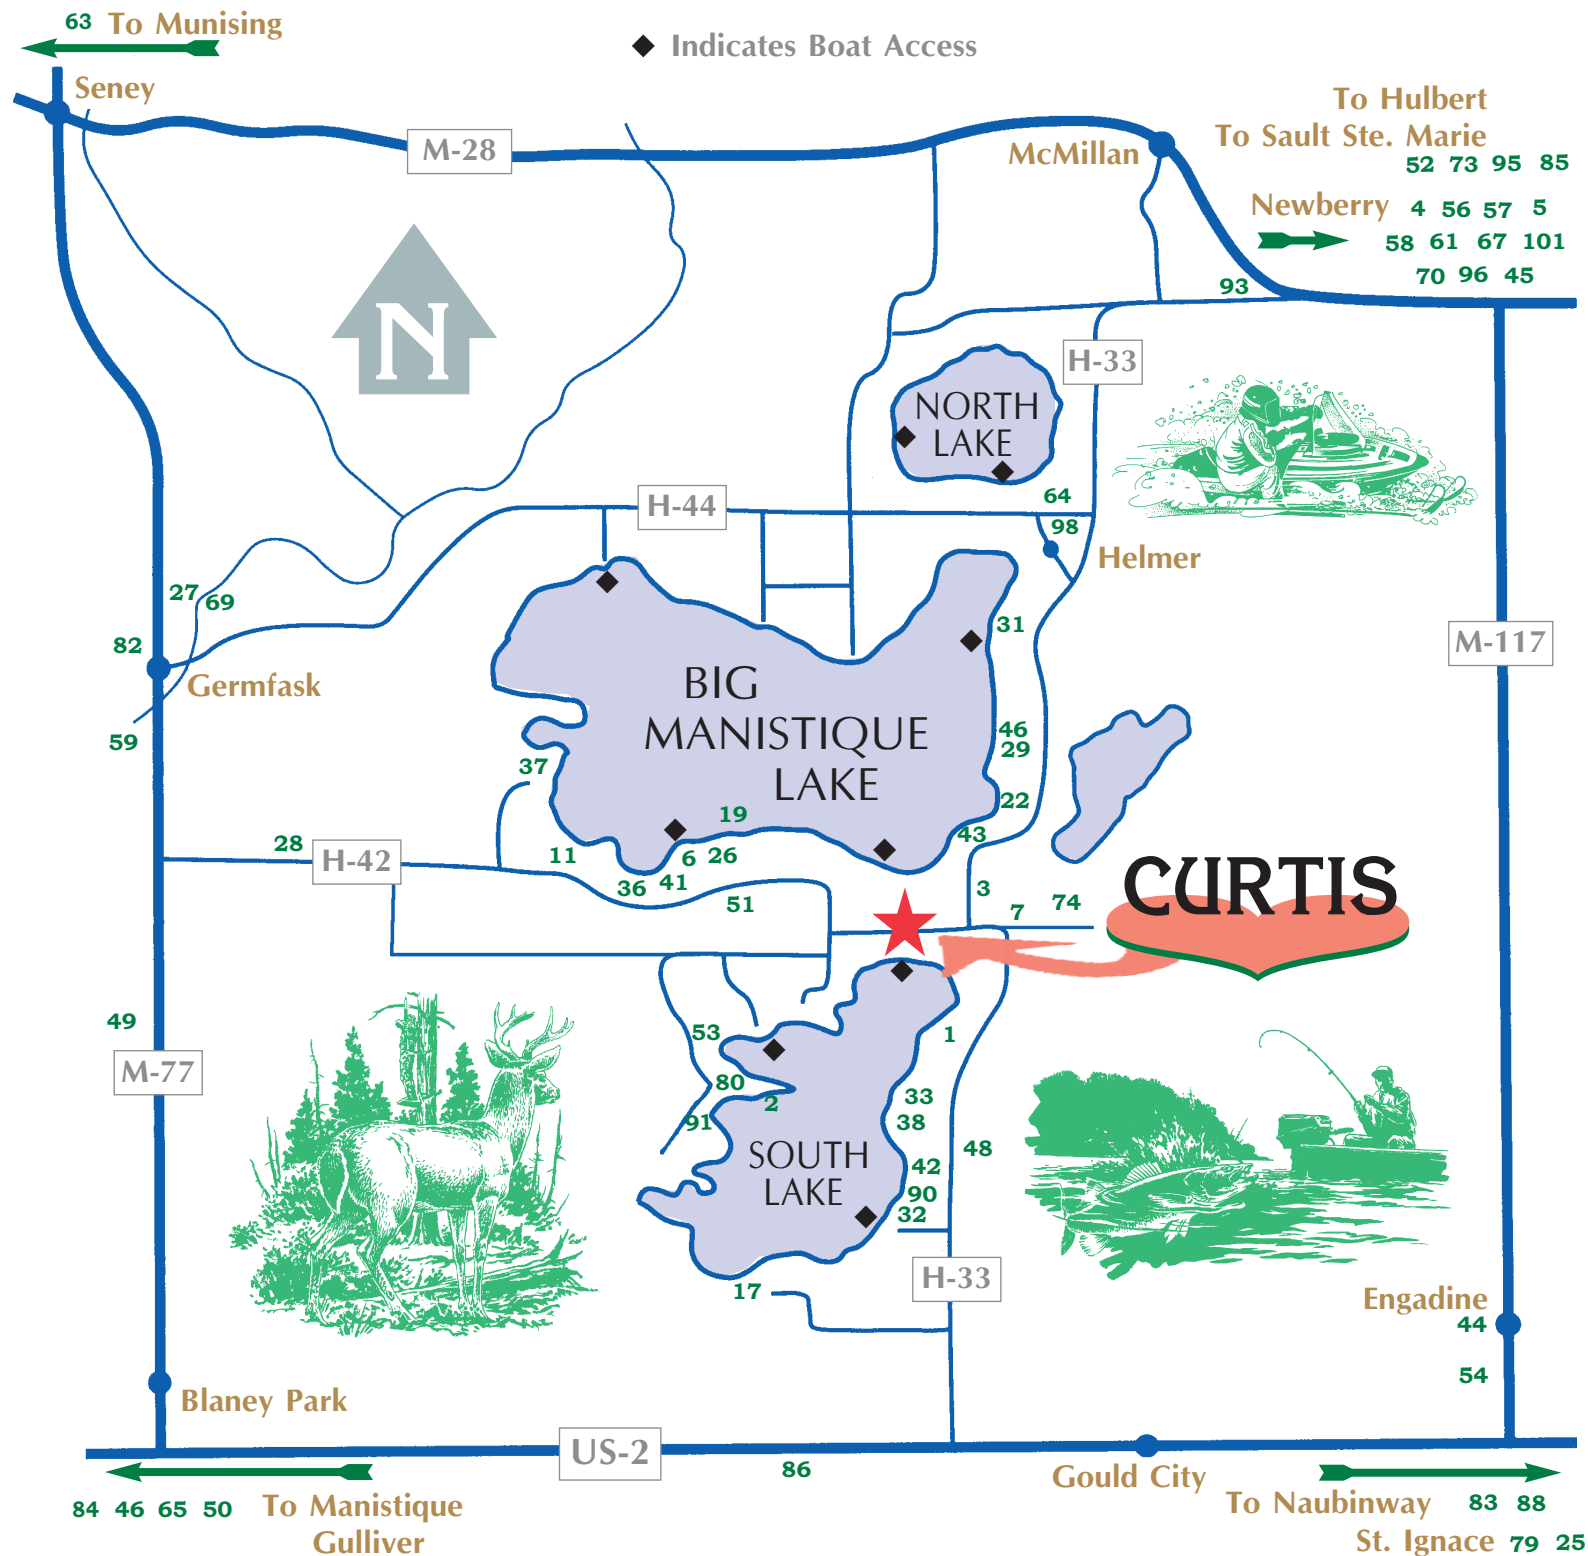 63 To Munising
Indicates Boat Access
Seney
To Hulbert
To Sault Ste. Marie
M-28
McMillan
52 73 95 85
Newberry 4 56 57 5
58 61 67 101
70 96 45
93
N
H-33
NORTH
LAKE
H-44
64
98
Helmer
27 69
31
82
M-117
Germfask
BIG
MANISTIQUE
LAKE
59
46
29
37
22
19
43
28
H-42
11
6 26
36 41
51
3
7 74
CURTIS
49
53
1
M-77
80
2
33
91
38
SOUTH
LAKE
48
42
90
32
H-33
17
Engadine
44
54
Blaney Park
US-2
86
Gould City
84 46 65 50 To Manistique
Gulliver
To Naubinway 83 88
St. Ignace 79 25